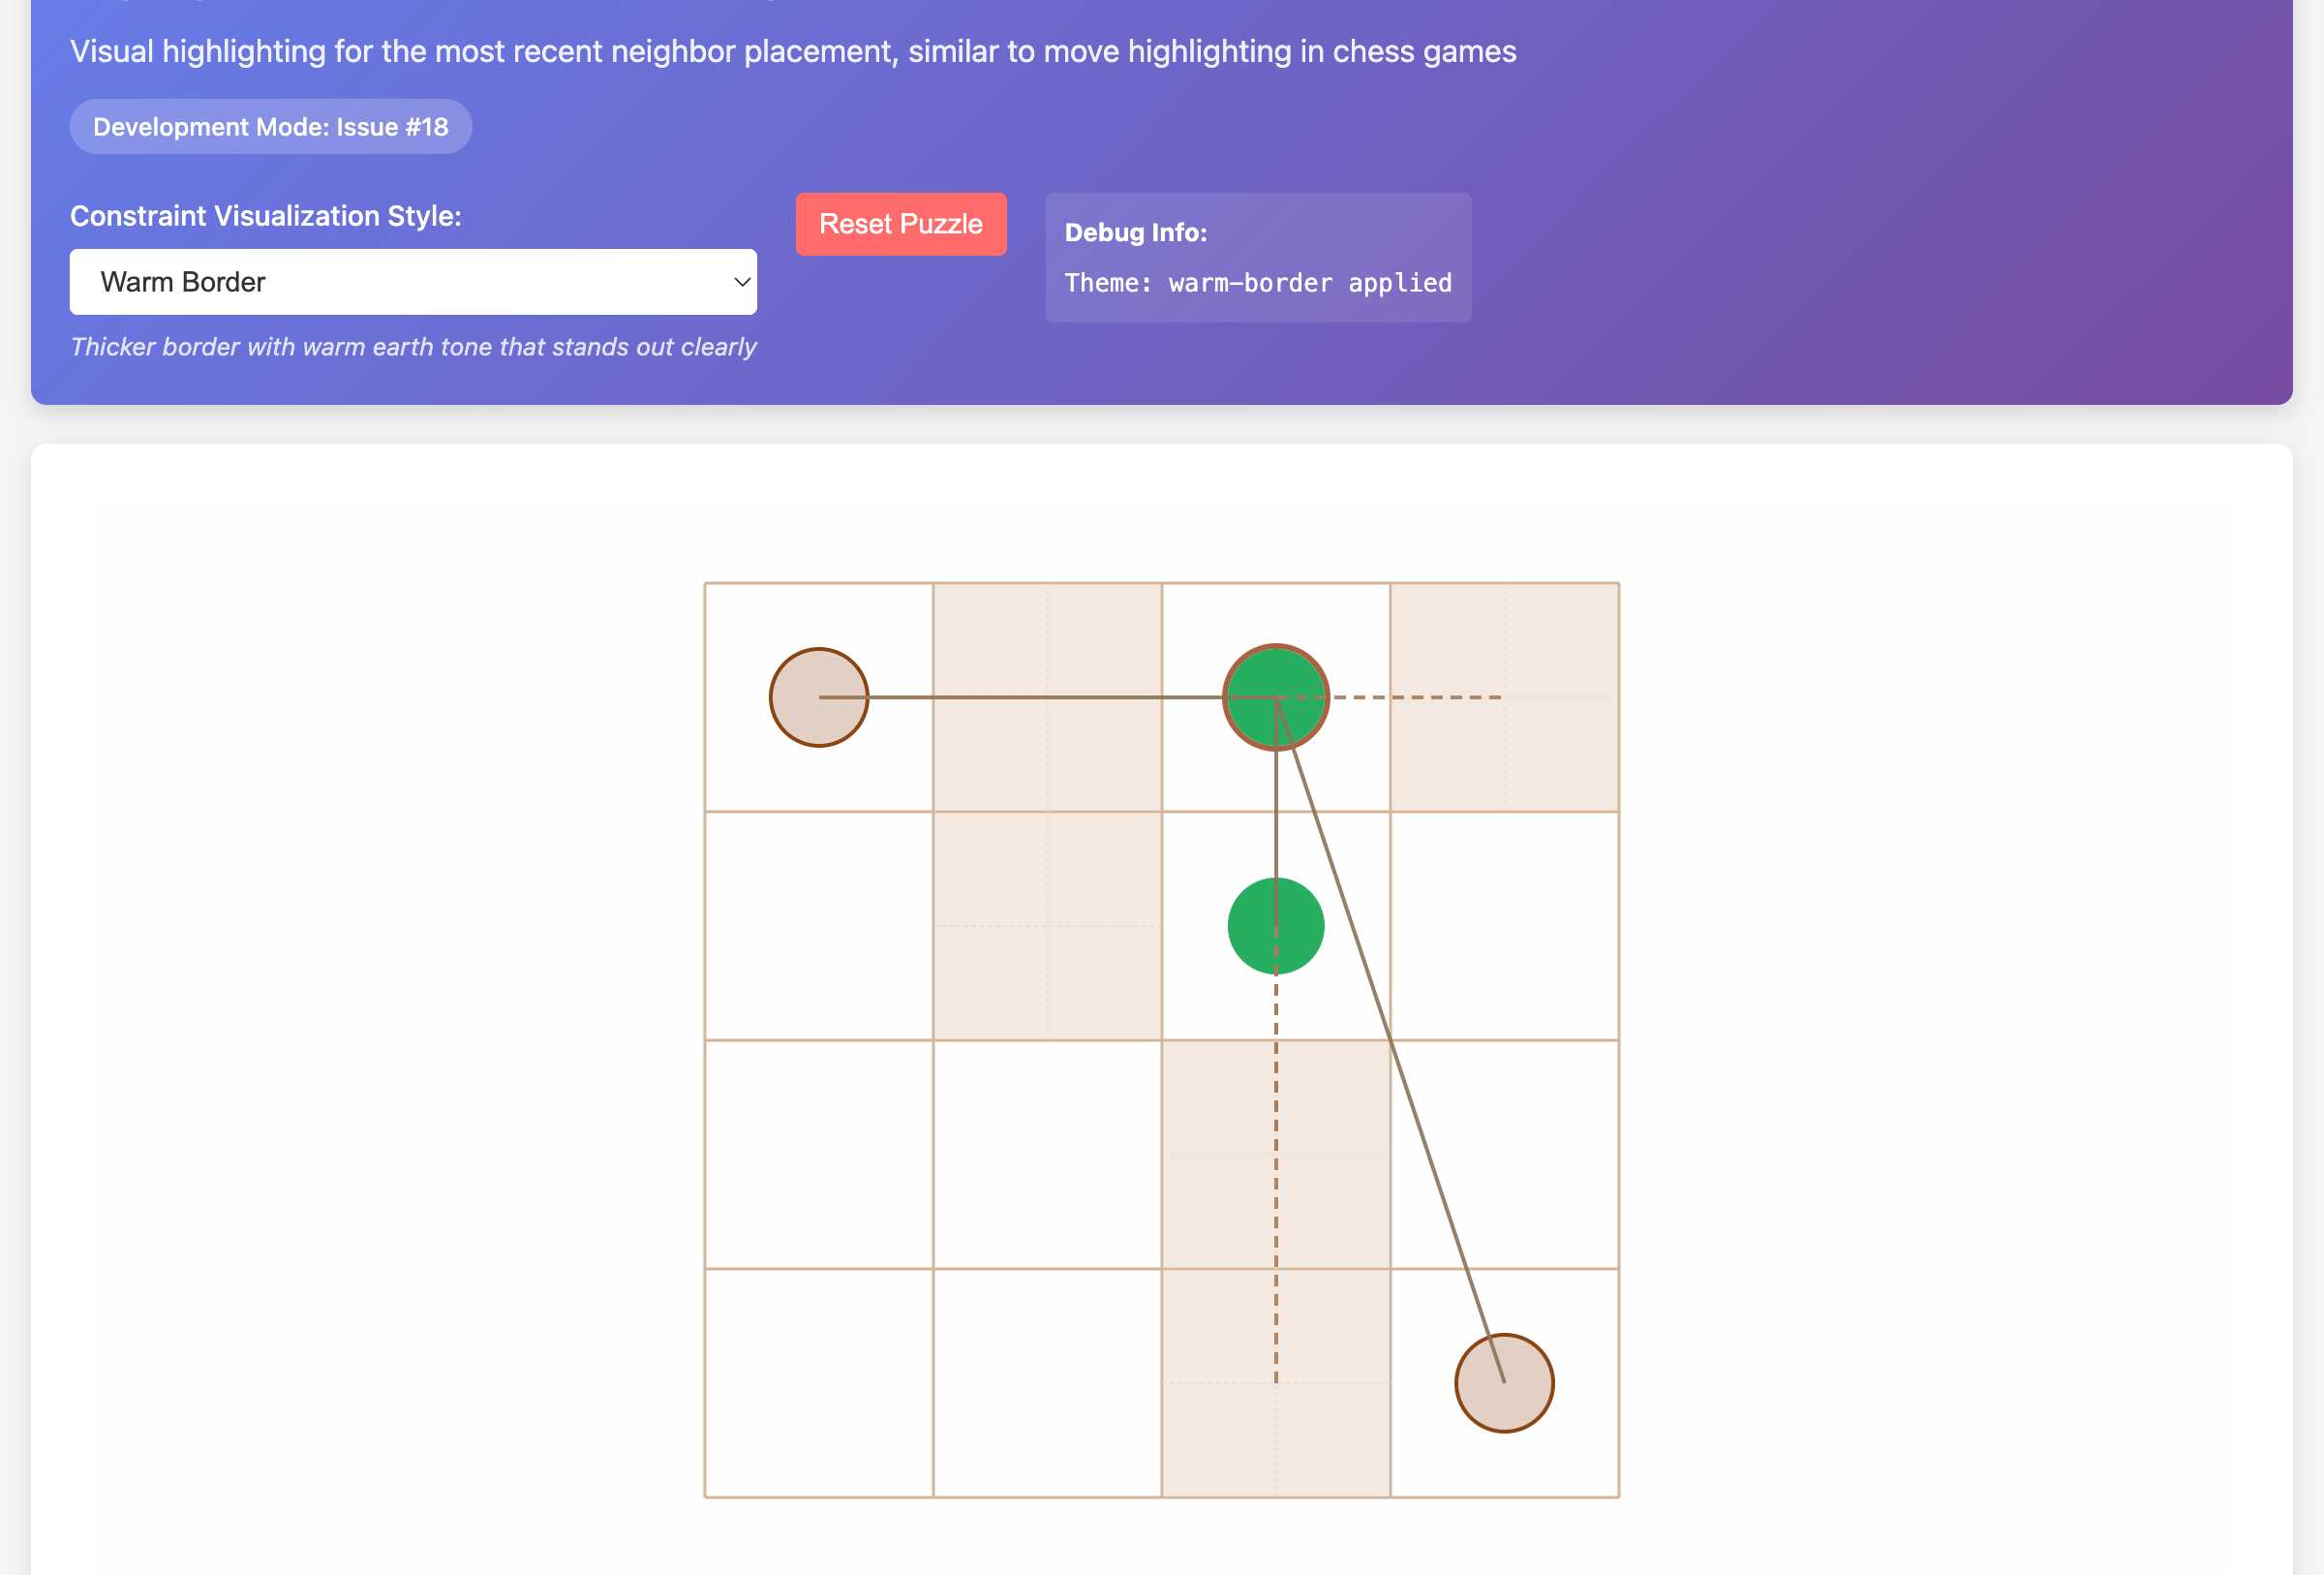 Visual highlighting for the most recent neighbor placement, similar to move highlighting in chess games
Development Mode: Issue #18
Constraint Visualization Style:
Warm Border
Thicker border with warm earth tone that stands out clearly
Reset Puzzle
Debug Info:
Theme: warm-border applied